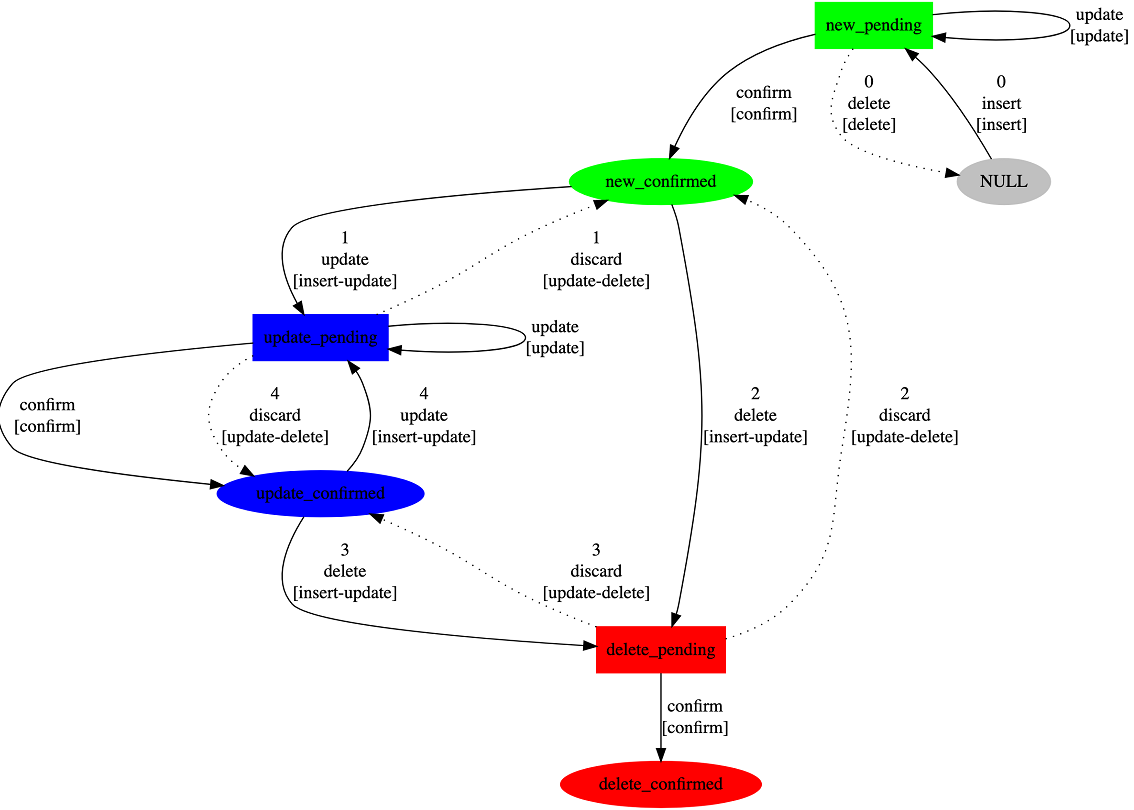 new_pending
update
[update]
confirm
[confirm]
0
delete
[delete]
0
insert
[insert]
new_confirmed
NULL
1
update
[insert-update]
1
discard
[update-delete]
update_pending
update
[update]
confirm
[confirm]
4
discard
[update-delete]
4
update
[insert-update]
2
delete
[insert-update]
2
discard
[update-delete]
update_confirmed
3
delete
[insert-update]
3
discard
[update-delete]
delete_pending
confirm
[confirm]
delete_confirmed